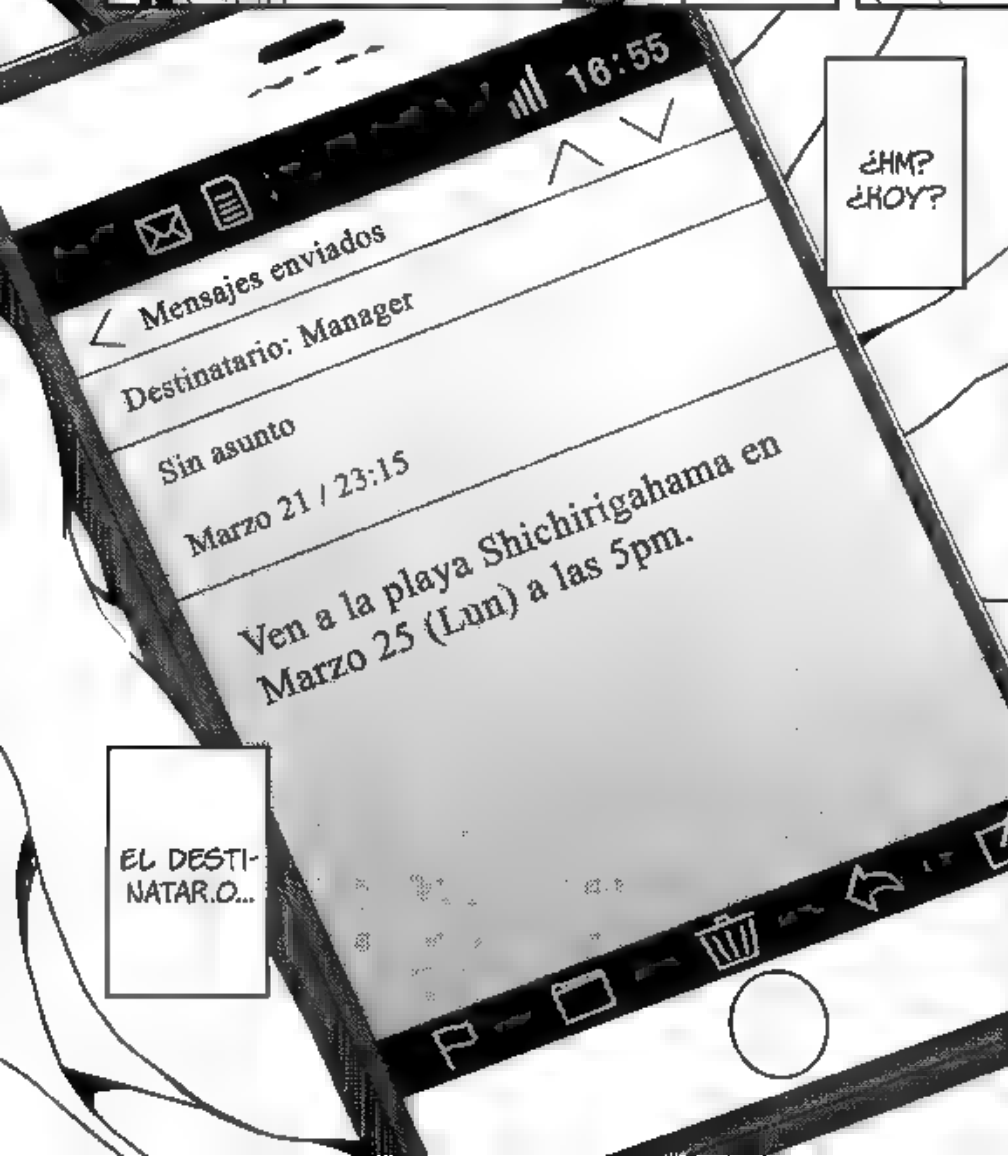 16:55
¿HM?
¿HOY?
Mensajes enviados
Destinatario: Manager
Sin asunto
Marzo 21 / 23:15
Ven a la playa Shichirigahama en
Marzo 25 (Lun) a las 5pm.
EL DESTI-
NATAR.O...